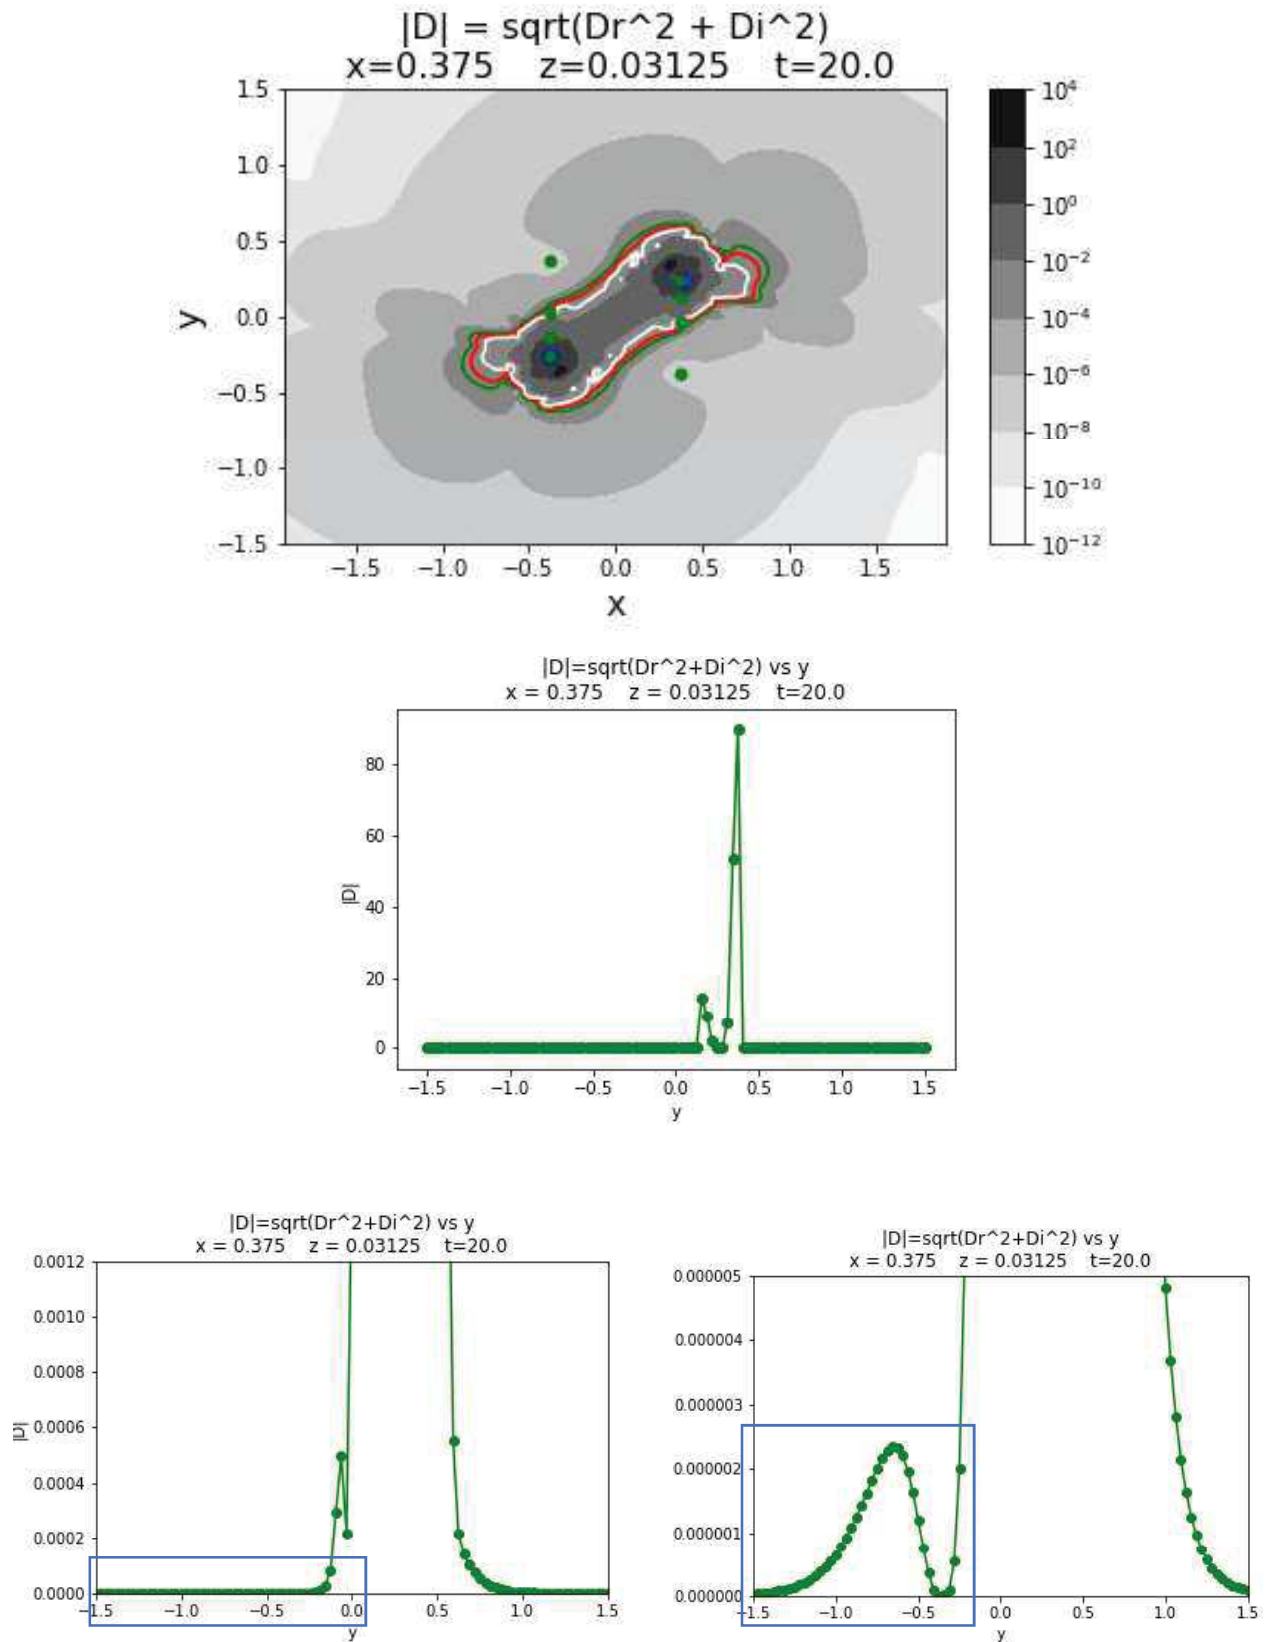 |D| = sqrt(Dr^2 + Di^2)
x=0.375 z=0.03125 t=20.0
1.5
1.0
0.5
0.0
−0.5
−1.0
−1.5
y
−1.5 −1.0 −0.5 0.0 0.5 1.0 1.5
x
10⁴
10²
10⁰
10⁻²
10⁻⁴
10⁻⁶
10⁻⁸
10⁻¹⁰
10⁻¹²
|D|=sqrt(Dr^2+Di^2) vs y
x = 0.375 z = 0.03125 t=20.0
80
60
40
20
0
|D|
−1.5 −1.0 −0.5 0.0 0.5 1.0 1.5
y
|D|=sqrt(Dr^2+Di^2) vs y
x = 0.375 z = 0.03125 t=20.0
0.0012
0.0010
0.0008
0.0006
0.0004
0.0002
0.0000
|D|
−1.5 −1.0 −0.5 0.0 0.5 1.0 1.5
y
|D|=sqrt(Dr^2+Di^2) vs y
x = 0.375 z = 0.03125 t=20.0
0.000005
0.000004
0.000003
0.000002
0.000001
0.000000
−1.5 −1.0 −0.5 0.0 0.5 1.0 1.5
y